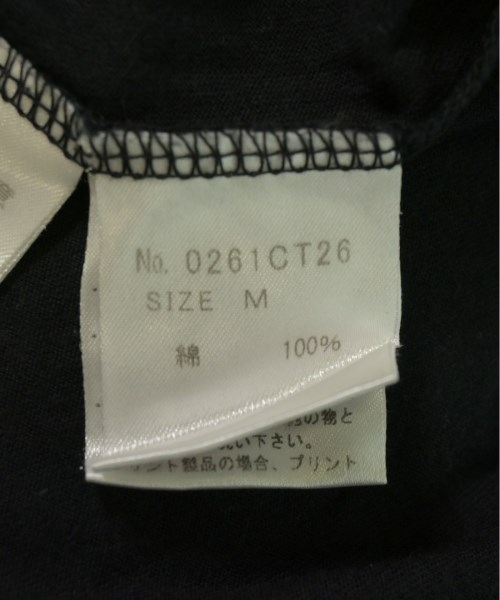 No. 0261CT26
SIZE M
綿 100%
の物と
洗い下さい。
ント製品の場合、プリント